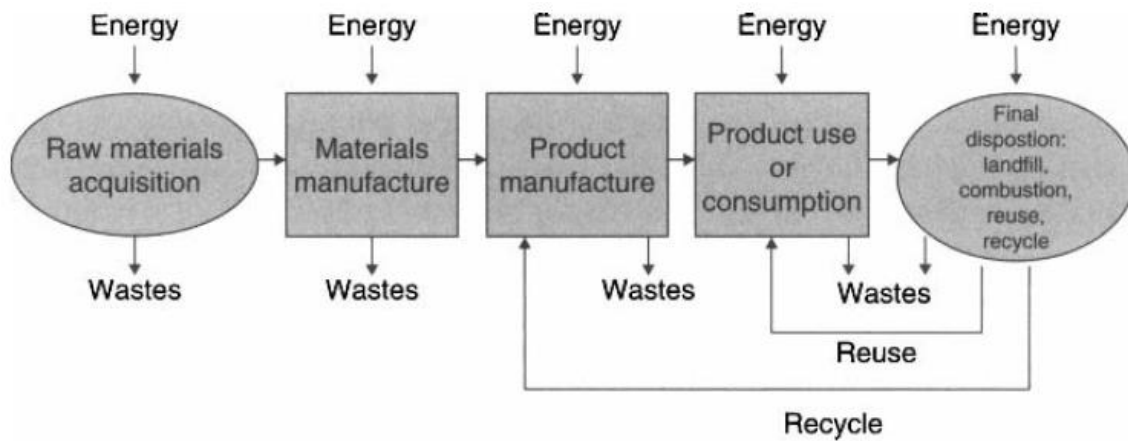 Energy
Energy
Energy
Energy
Energy
Raw materials
acquisition
Materials
manufacture
Product
manufacture
Product use
or
consumption
Final
dispostion:
landfill,
combustion,
reuse,
recycle
Wastes
Wastes
Wastes
Wastes
Reuse
Recycle